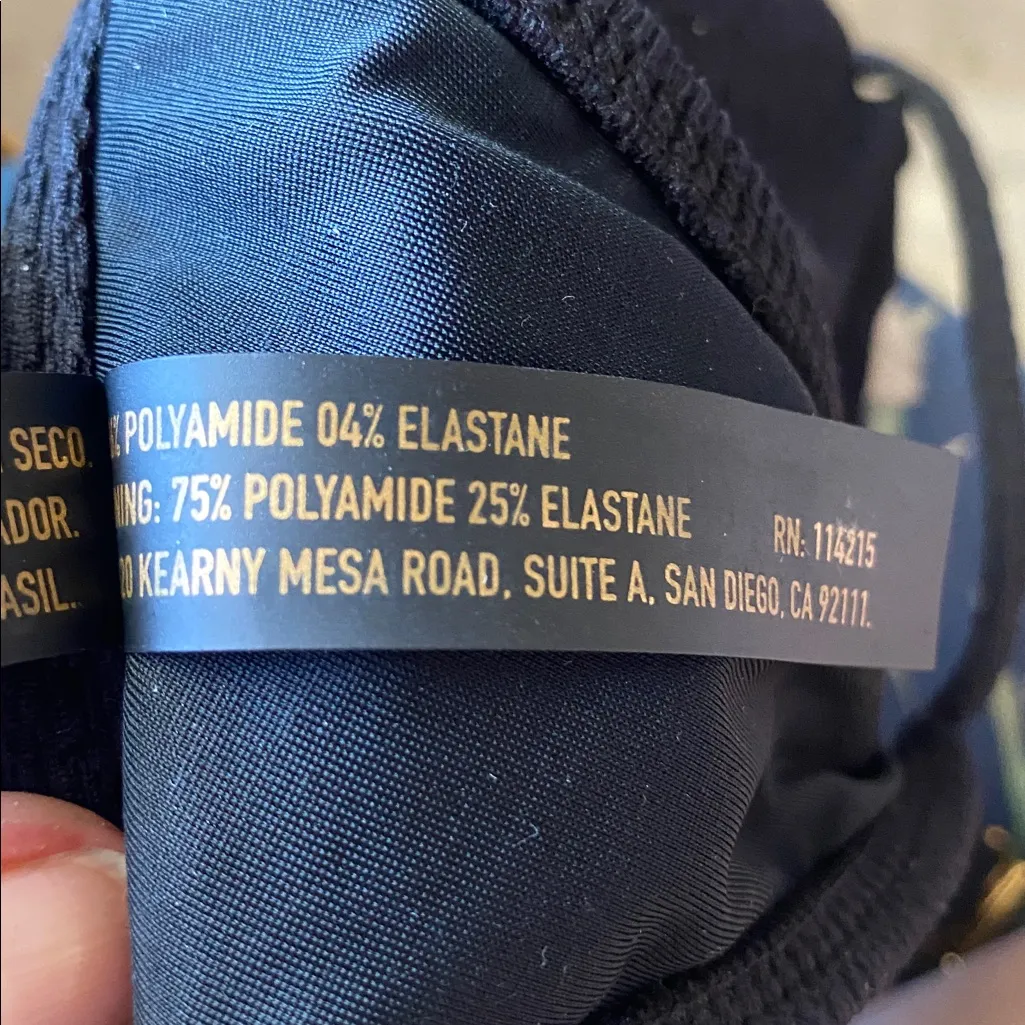 SECO.
% POLYAMIDE 04% ELASTANE
75% POLYAMIDE 25% ELASTANE
RN: 114215
KEARNY MESA ROAD, SUITE A. SAN DIEGO, CA 92111.